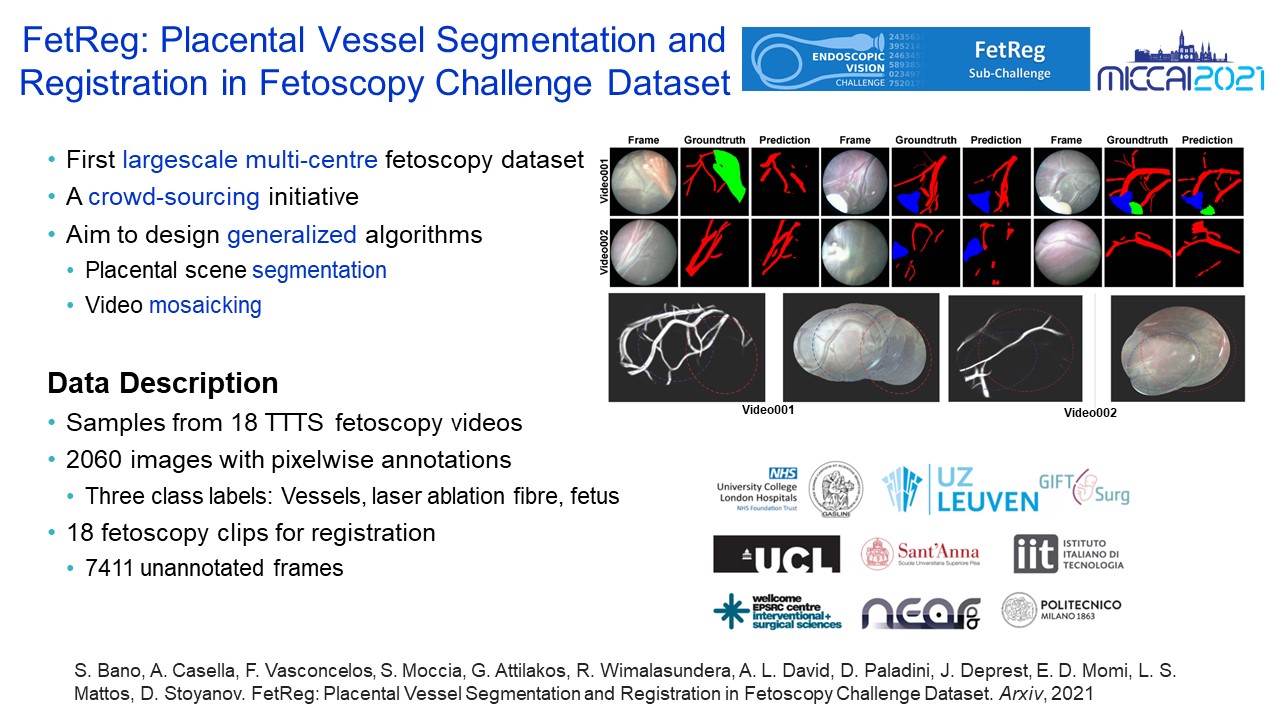 FetReg: Placental Vessel Segmentation and
Registration in Fetoscopy Challenge Dataset
ENDOSCOPIC
VISION
CHALLENGE
FetReg
Sub-Challenge
MICCAI2021
• First largescale multi-centre fetoscopy dataset
• A crowd-sourcing initiative
• Aim to design generalized algorithms
• Placental scene segmentation
• Video mosaicking
Frame Groundtruth Prediction Frame Groundtruth Prediction Frame Groundtruth Prediction
Video001
Video002
Video001 Video002
Data Description
• Samples from 18 TTTS fetoscopy videos
• 2060 images with pixelwise annotations
• Three class labels: Vessels, laser ablation fibre, fetus
• 18 fetoscopy clips for registration
• 7411 unannotated frames
NHS
University College
London Hospitals
NHS Foundation Trust
GASLINI
UZ
LEUVEN
GIFT Surg
UCL
Sant'Anna
Scuola Universitaria Superiore Pisa
iit
ISTITUTO
ITALIANO DI
TECNOLOGIA
wellcome
EPSRC centre
interventional+
surgical sciences
NEAR
POLITECNICO
MILANO 1863
S. Bano, A. Casella, F. Vasconcelos, S. Moccia, G. Attilakos, R. Wimalasundera, A. L. David, D. Paladini, J. Deprest, E. D. Momi, L. S.
Mattos, D. Stoyanov. FetReg: Placental Vessel Segmentation and Registration in Fetoscopy Challenge Dataset. Arxiv, 2021